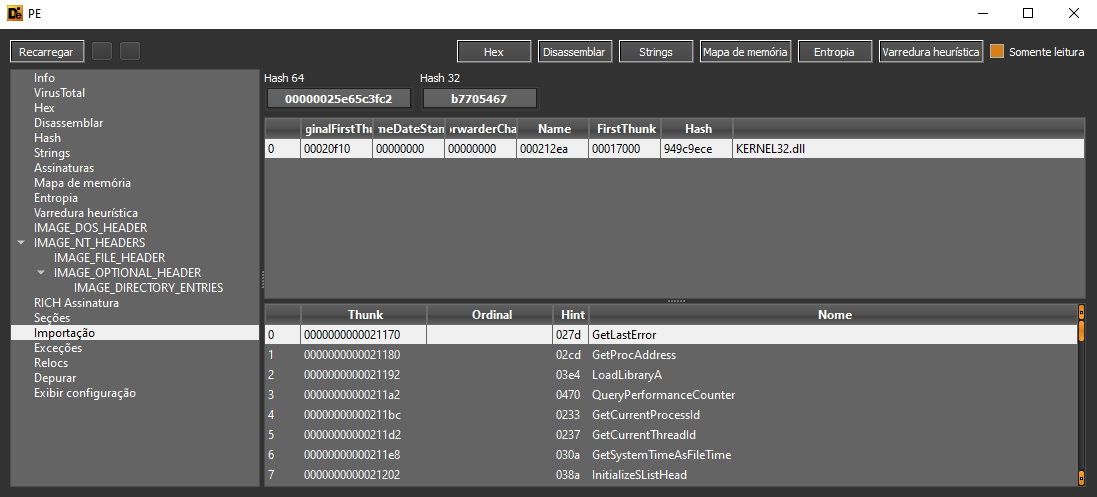 PE
Recarregar Hex Disassemblar Strings Mapa de memória Entropia Varredura heurística Somente leitura
Info
VirusTotal
Hex
Disassemblar
Hash
Strings
Assinaturas
Mapa de memória
Entropia
Varredura heurística
IMAGE_DOS_HEADER
IMAGE_NT_HEADERS
IMAGE_FILE_HEADER
IMAGE_OPTIONAL_HEADER
IMAGE_DIRECTORY_ENTRIES
RICH Assinatura
Seções
Importação
Exceções
Relocs
Depurar
Exibir configuração
Hash 64 Hash 32
00000025e65c3fc2 b7705467
ginalFirstThu neDateStan orwarderCha Name FirstThunk Hash
0 00020f10 00000000 00000000 000212ea 00017000 949c9ece KERNEL32.dll
Thunk Ordinal Hint Nome
0 0000000000021170 027d GetLastError
1 0000000000021180 02cd GetProcAddress
2 0000000000021192 03e4 LoadLibraryA
3 00000000000211a2 0470 QueryPerformanceCounter
4 00000000000211bc 0233 GetCurrentProcessId
5 00000000000211d2 0237 GetCurrentThreadId
6 00000000000211e8 030a GetSystemTimeAsFileTime
7 0000000000021202 038a InitializeSListHead